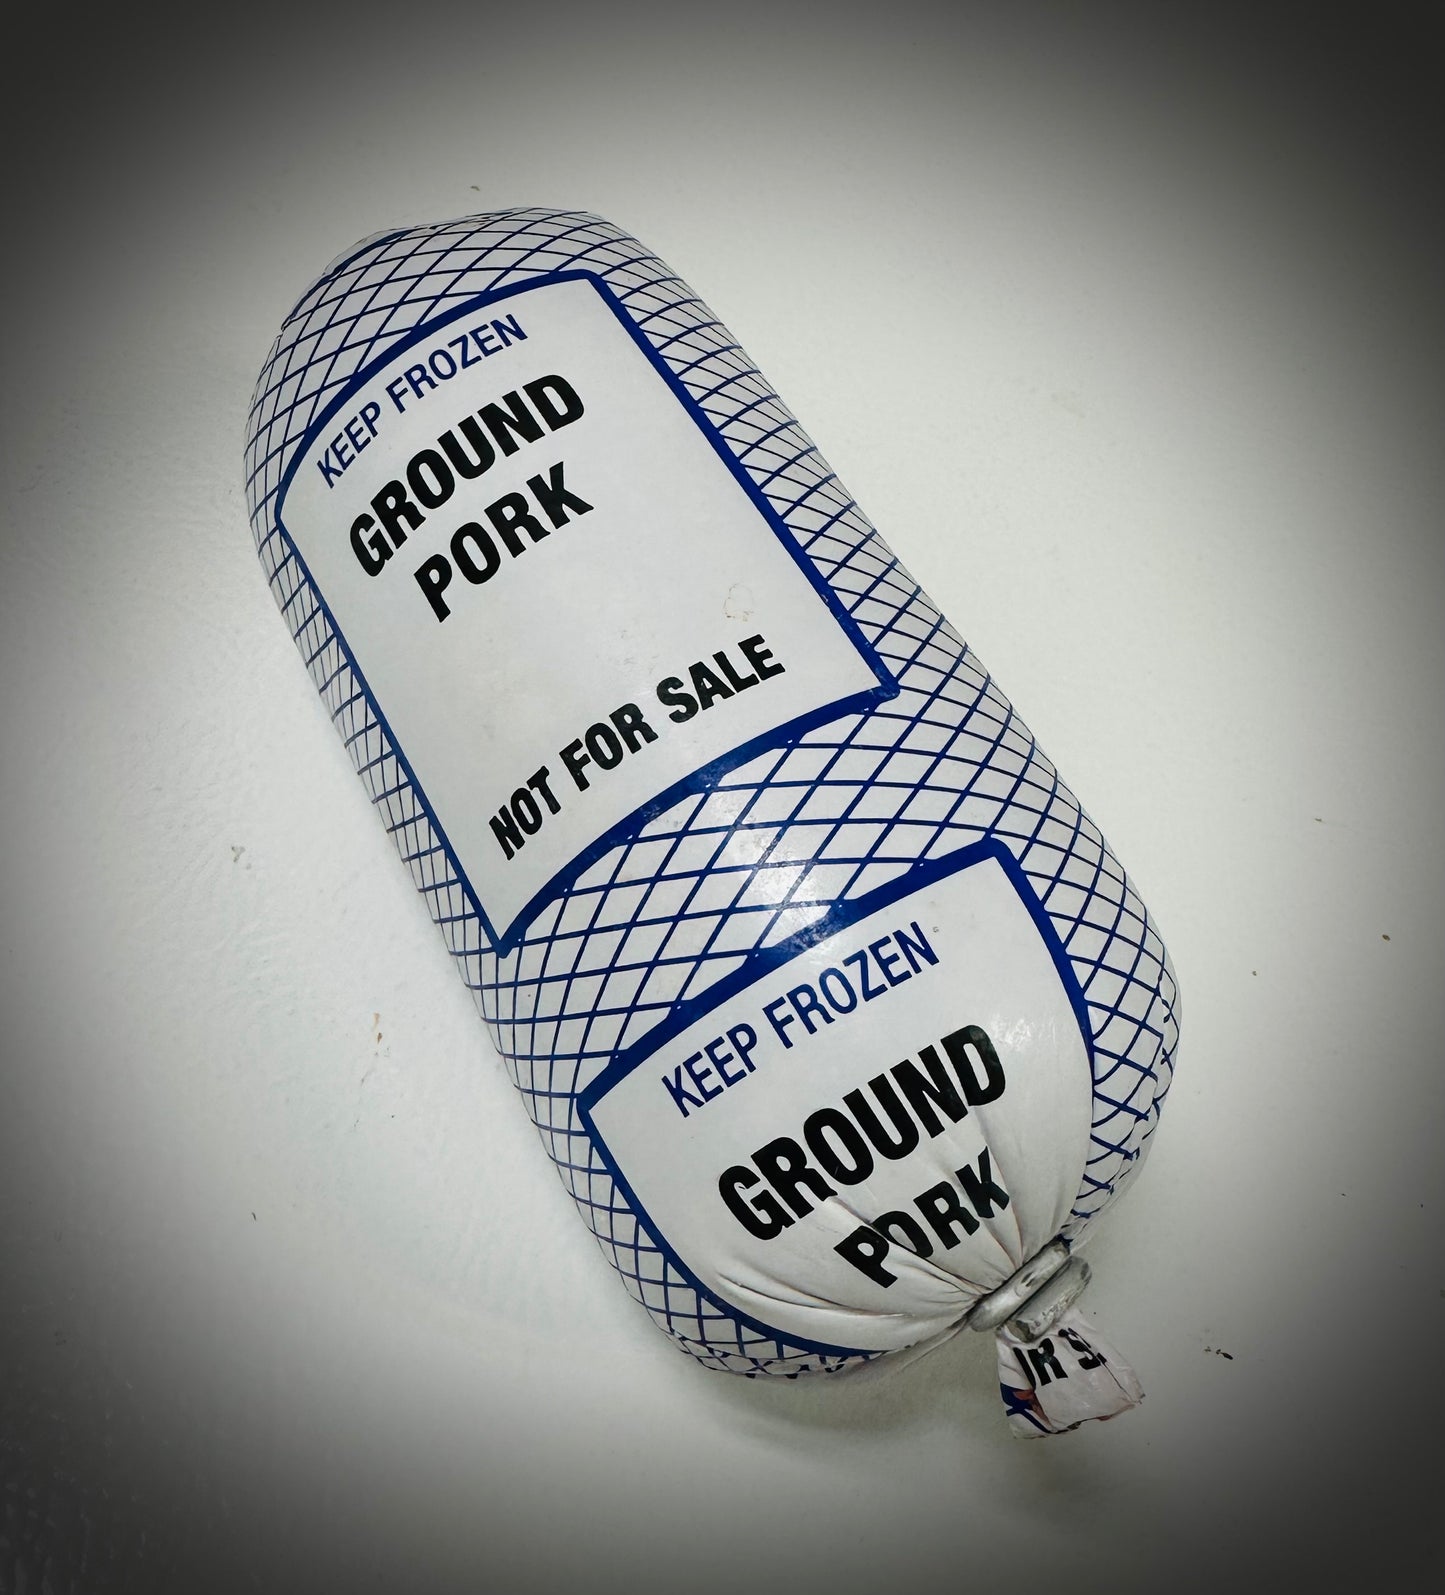 KEEP FROZEN
GROUND
PORK
NOT FOR SALE
KEEP FROZEN
GROUND
PORK